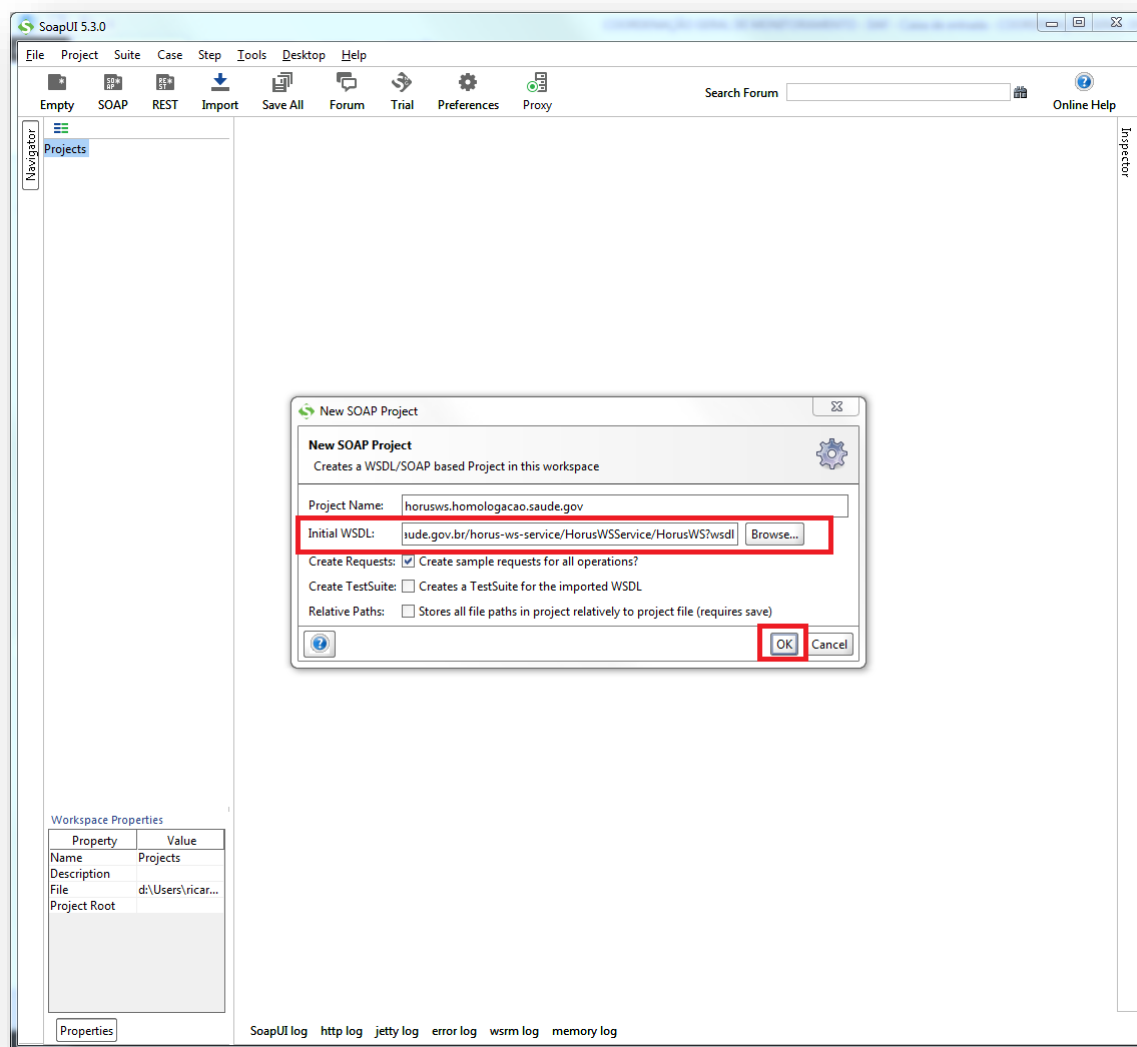 SoapUI 5.3.0
File Project Suite Case Step Tools Desktop Help
Empty SOAP REST Import Save All Forum Trial Preferences Proxy Search Forum Online Help
Navigator
Projects
Inspector
New SOAP Project
New SOAP Project
Creates a WSDL/SOAP based Project in this workspace
Project Name: horusws.homologacao.saude.gov
Initial WSDL: aude.gov.br/horus-ws-service/HorusWSService/HorusWS?wsdl Browse...
Create Requests: Create sample requests for all operations?
Create TestSuite: Creates a TestSuite for the imported WSDL
Relative Paths: Stores all file paths in project relatively to project file (requires save)
OK Cancel
Workspace Properties
Property Value
Name Projects
Description
File d:\Users\ricar...
Project Root
Properties
SoapUI log http log jetty log error log wsrm log memory log